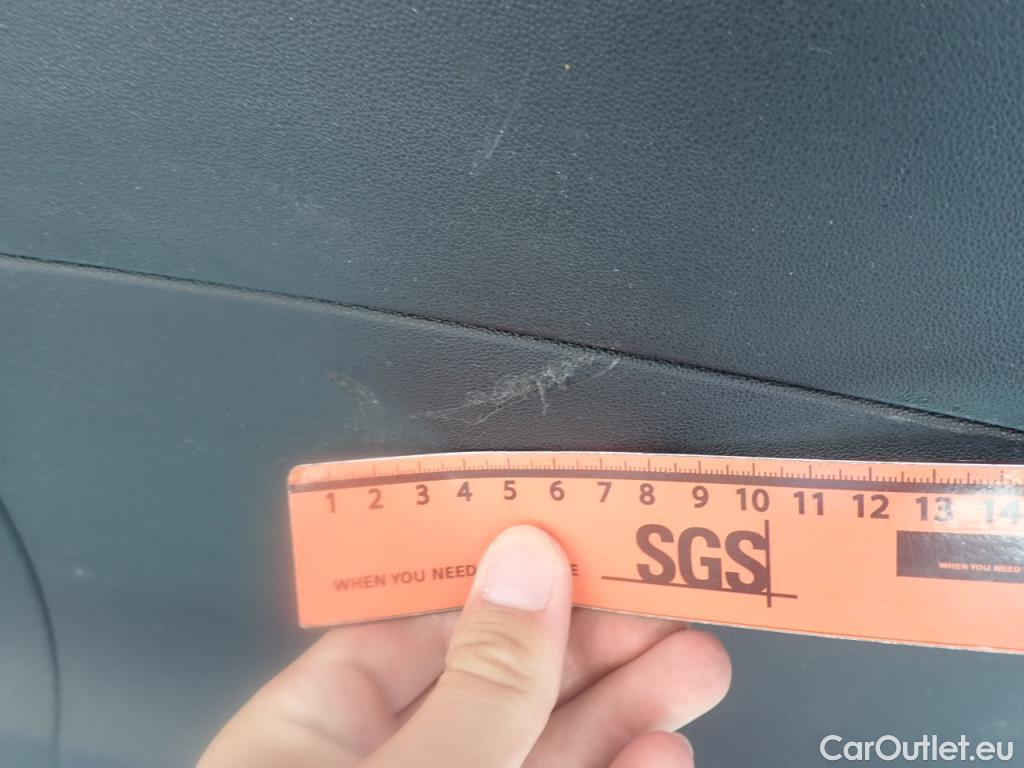 1 2 3 4 5 6 7 8 9 10 11 12 13 14
SGS
WHEN YOU NEED
WHEN YOU NEED
CarOutlet.eu